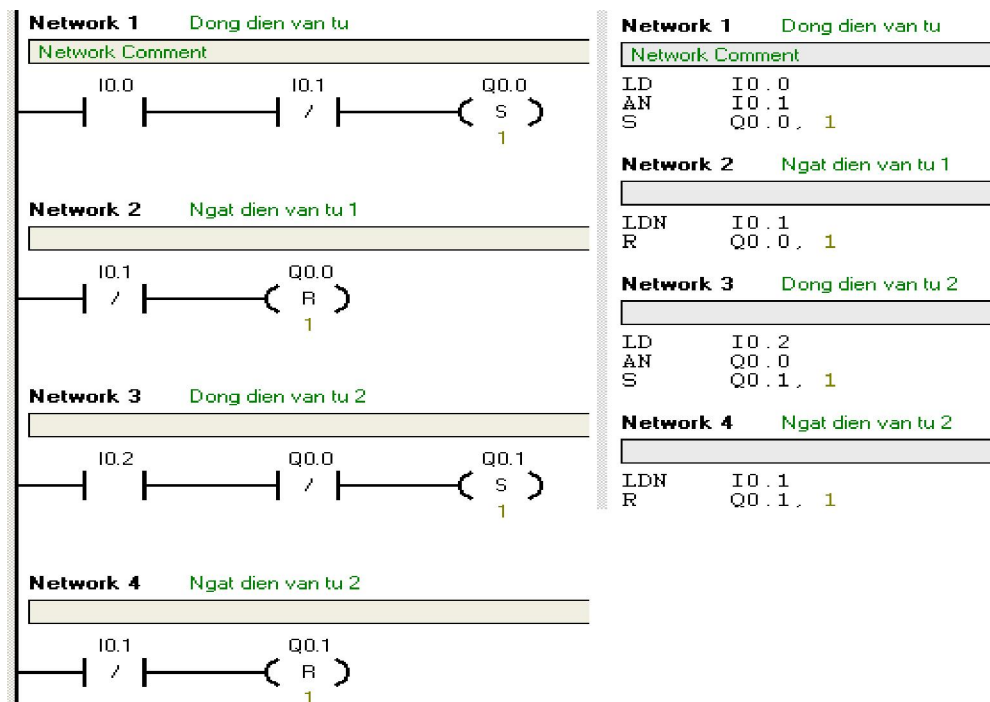 Network 1 Dong dien van tu
Network Comment
I0.0 I0.1 Q0.0
/ S
1
Network 2 Ngat dien van tu 1
I0.1 Q0.0
/ R
1
Network 3 Dong dien van tu 2
I0.2 Q0.0 Q0.1
/ S
1
Network 4 Ngat dien van tu 2
I0.1 Q0.1
/ R
1
Network 1 Dong dien van tu
Network Comment
LD I0.0
AN I0.1
S Q0.0, 1
Network 2 Ngat dien van tu 1
LDN I0.1
R Q0.0, 1
Network 3 Dong dien van tu 2
LD I0.2
AN Q0.0
S Q0.1, 1
Network 4 Ngat dien van tu 2
LDN I0.1
R Q0.1, 1